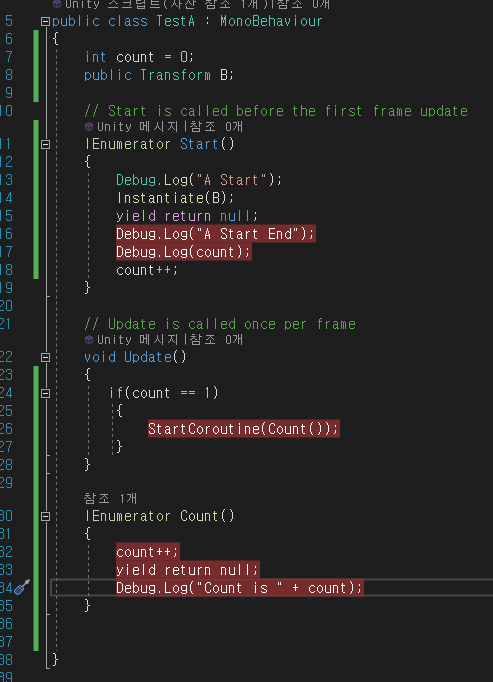 Unity 스크립트(자산 참조 1개)|참조 0개
5 public class TestA : MonoBehaviour
6 {
7 int count = 0;
8 public Transform B;
9
10 // Start is called before the first frame update
Unity 메시지|참조 0개
11 IEnumerator Start()
12 {
13 Debug.Log("A Start");
14 Instantiate(B);
15 yield return null;
16 Debug.Log("A Start End");
17 Debug.Log(count);
18 count++;
19 }
20
21 // Update is called once per frame
Unity 메시지|참조 0개
22 void Update()
23 {
24 if(count == 1)
25 {
26 StartCoroutine(Count());
27 }
28 }
29
참조 1개
30 IEnumerator Count()
31 {
32 count++;
33 yield return null;
34 Debug.Log("Count is " + count);
35 }
36
37
38 }
39